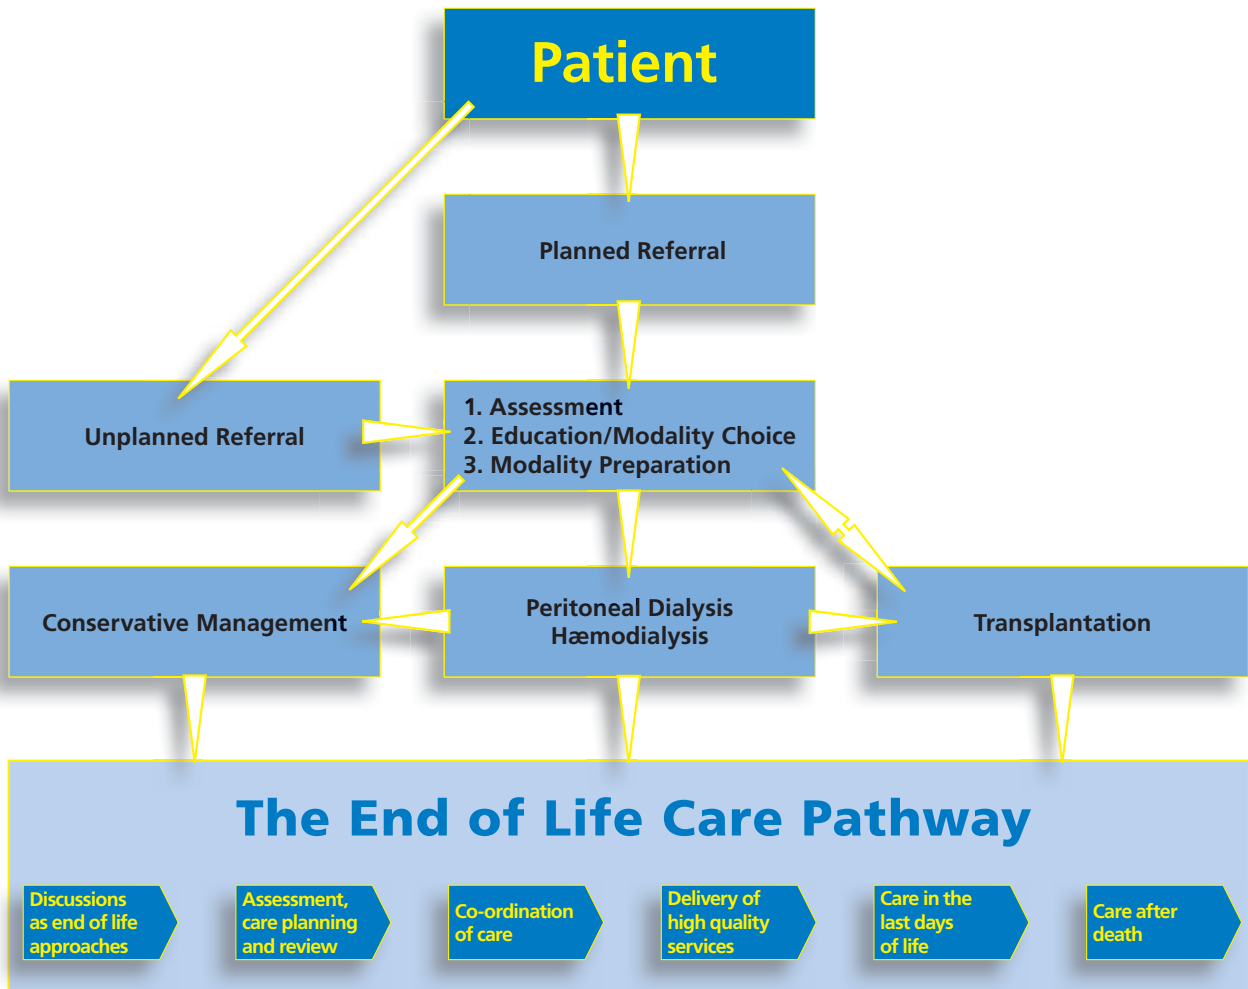 Patient
Planned Referral
Unplanned Referral
1. Assessment
2. Education/Modality Choice
3. Modality Preparation
Conservative Management
Peritoneal Dialysis
Hæmodialysis
Transplantation
The End of Life Care Pathway
Discussions
as end of life
approaches
Assessment,
care planning
and review
Co-ordination
of care
Delivery of
high quality
services
Care in the
last days
of life
Care after
death